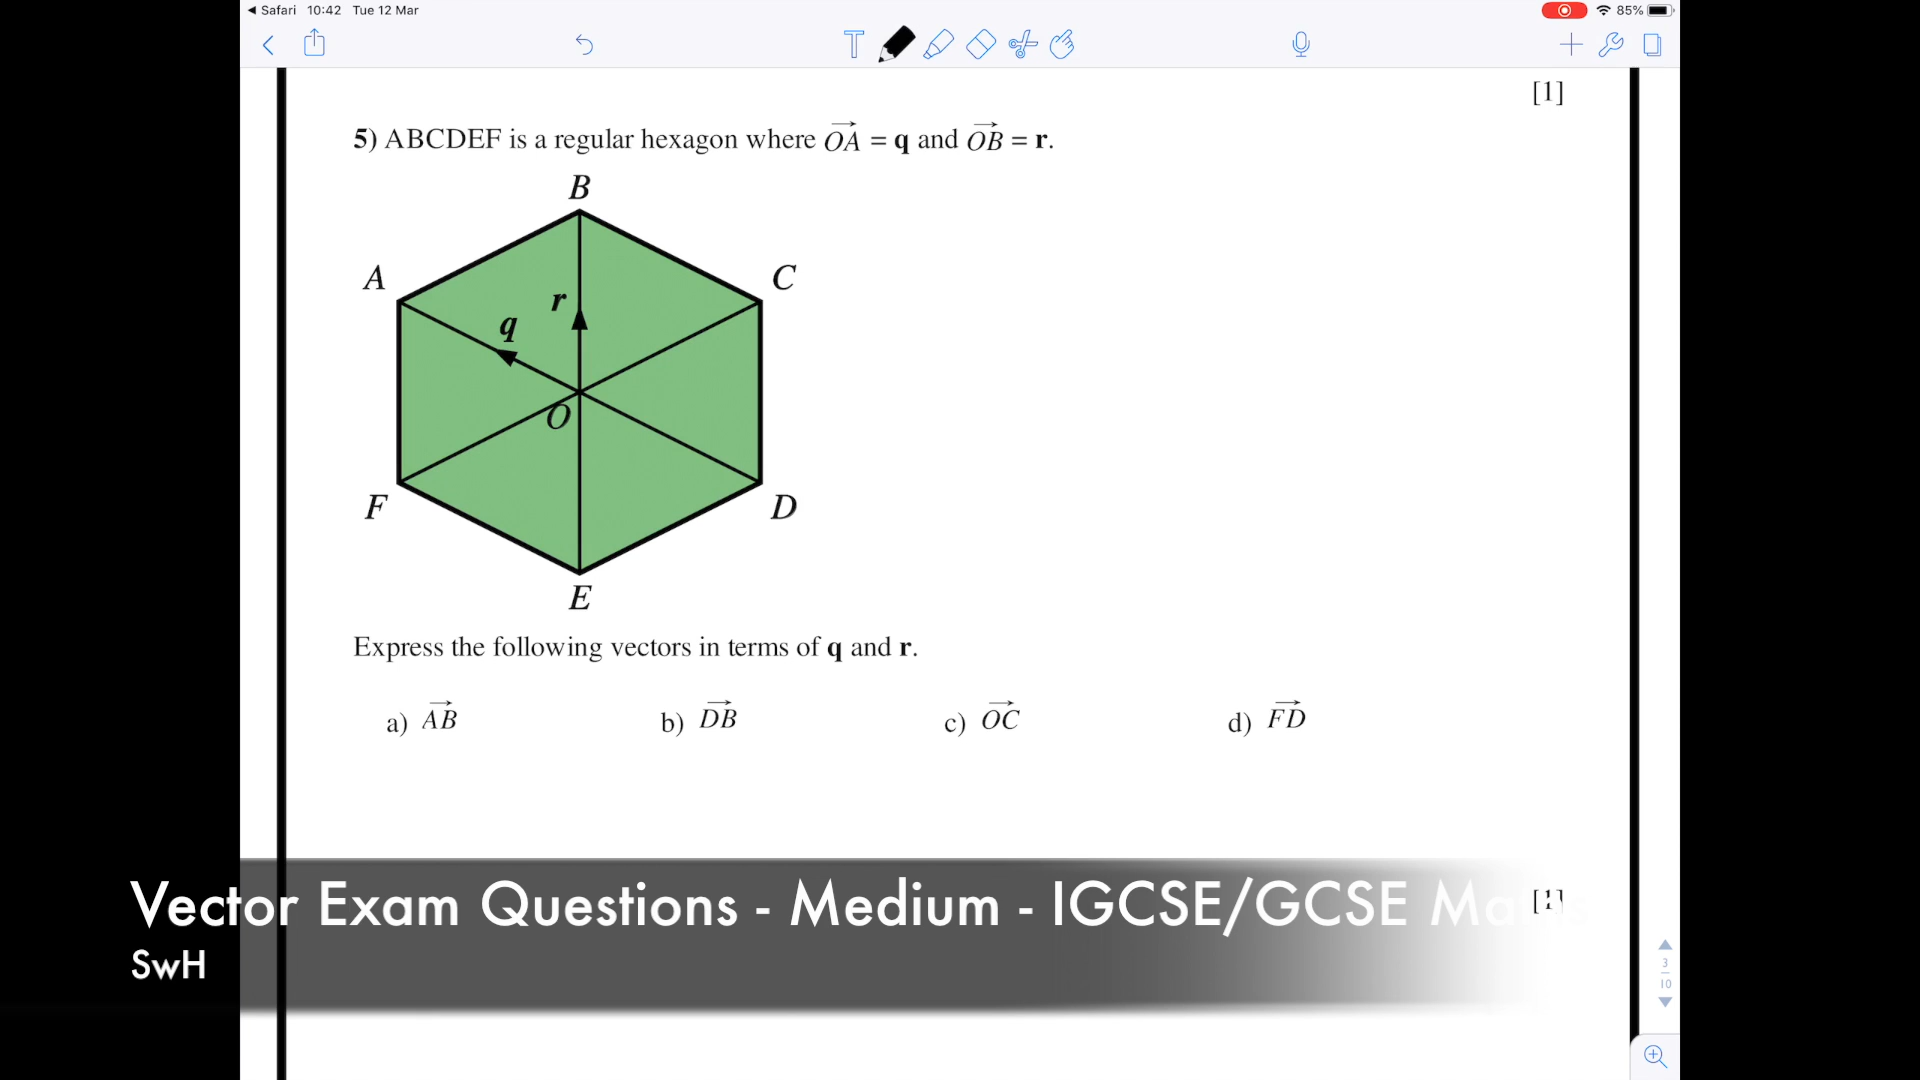 Safari 10:42 Tue 12 Mar 85%
[1]
5) ABCDEF is a regular hexagon where OA = q and OB = r.
B
A
C
r
q
O
F
D
E
Express the following vectors in terms of q and r.
a) AB b) DB c) OC d) FD
Vector Exam Questions - Medium - IGCSE/GCSE Maths
[1]
SwH
3
10